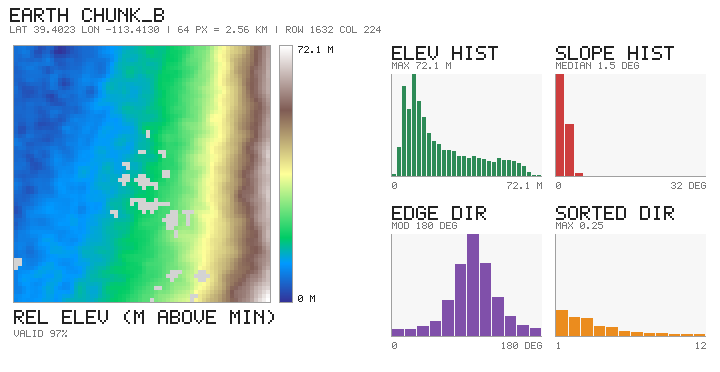 EARTH CHUNK_B
LAT 39.4023 LON -113.4130 | 64 PX = 2.56 KM | ROW 1632 COL 224
72.1 M
0 M
REL ELEV (M ABOVE MIN)
VALID 97%
ELEV HIST
MAX 72.1 M
0 72.1 M
SLOPE HIST
MEDIAN 1.5 DEG
0 32 DEG
EDGE DIR
MOD 180 DEG
0 180 DEG
SORTED DIR
MAX 0.25
1 12